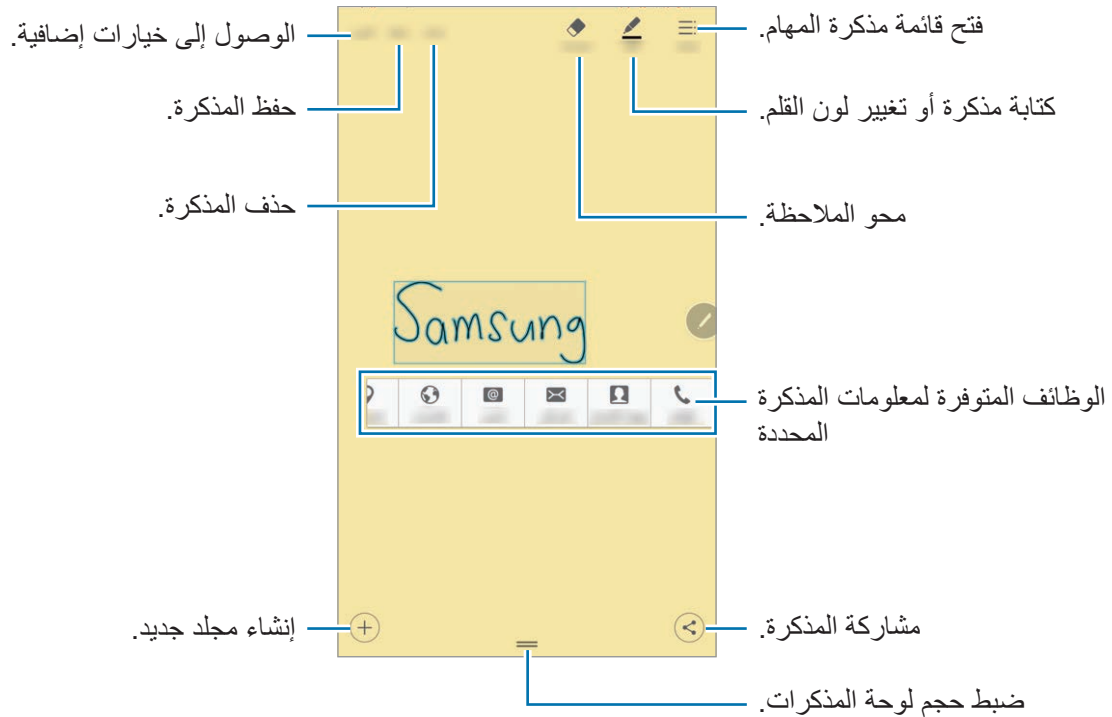 فتح قائمة مذكرة المهام.
الوصول إلى خيارات إضافية.
كتابة مذكرة أو تغيير لون القلم.
حفظ المذكرة.
محو الملاحظة.
حذف المذكرة.
Samsung
الوظائف المتوفرة لمعلومات المذكرة
المحددة
مشاركة المذكرة.
إنشاء مجلد جديد.
ضبط حجم لوحة المذكرات.